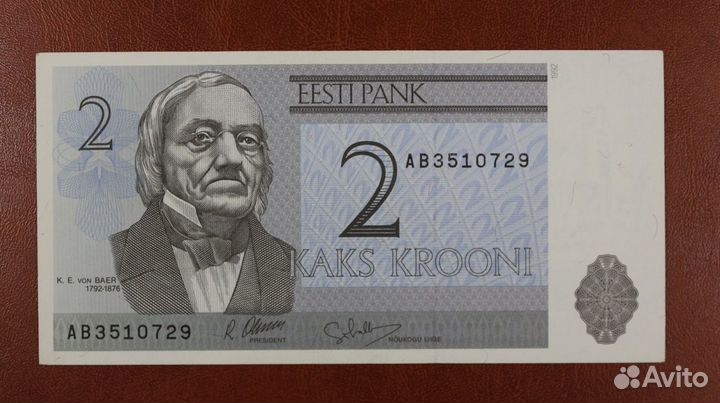 1992
EESTI PANK
2
2
AB3510729
KAKS KROONI
K. E. VON BAER
1792-1876
AB3510729
PRESIDENT
NÕUKOGU LIIGE
Avito